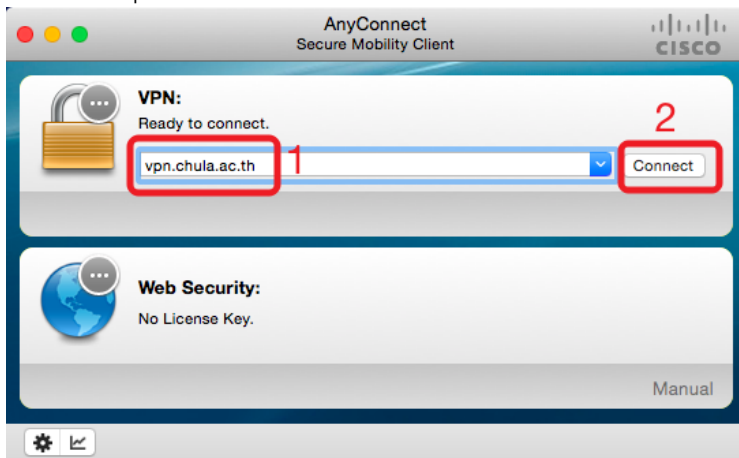 AnyConnect
Secure Mobility Client
CISCO
VPN:
Ready to connect.
vpn.chula.ac.th
1
2
Connect
Web Security:
No License Key.
Manual